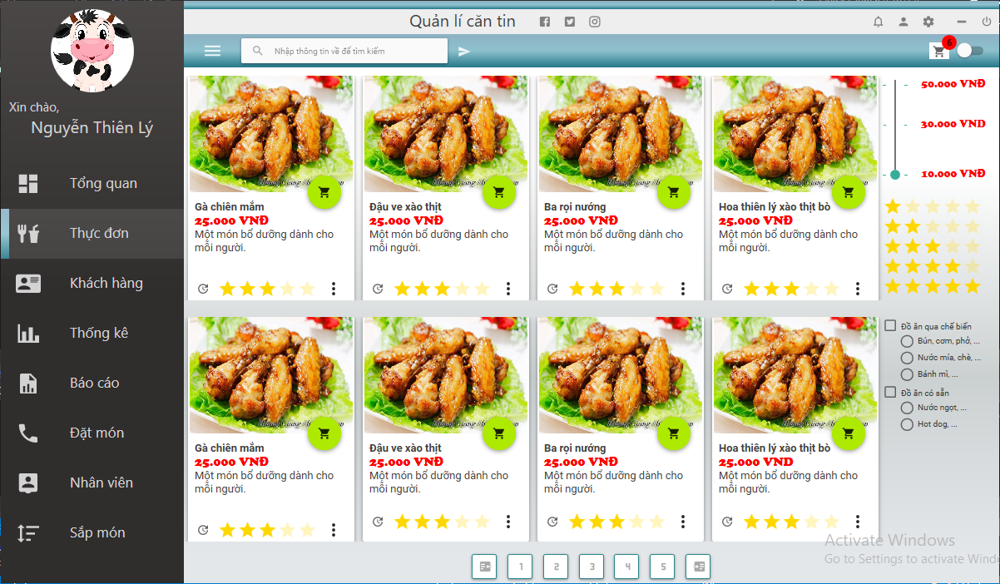 Quản lí căn tin
Nhập thông tin về để tìm kiếm
6
Xin chào,
Nguyễn Thiên Lý
Tổng quan
Thực đơn
Khách hàng
Thống kê
Báo cáo
Đặt món
Nhân viên
Sắp món
Gà chiên mắm
25.000 VNĐ
Một món bổ dưỡng dành cho
mỗi người.
Đậu ve xào thịt
25.000 VNĐ
Một món bổ dưỡng dành cho
mỗi người.
Ba rọi nướng
25.000 VNĐ
Một món bổ dưỡng dành cho
mỗi người.
Hoa thiên lý xào thịt bò
25.000 VNĐ
Một món bổ dưỡng dành cho
mỗi người.
Gà chiên mắm
25.000 VNĐ
Một món bổ dưỡng dành cho
mỗi người.
Đậu ve xào thịt
25.000 VNĐ
Một món bổ dưỡng dành cho
mỗi người.
Ba rọi nướng
25.000 VNĐ
Một món bổ dưỡng dành cho
mỗi người.
Hoa thiên lý xào thịt bò
25.000 VND
Một món bổ dưỡng dành cho
mỗi người.
50.000 VNĐ
30.000 VND
10.000 VNĐ
Đồ ăn qua chế biến
Bún, cơm, phở, ...
Nước mía, chè, ...
Bánh mì, ...
Đồ ăn có sẵn
Nước ngọt, ...
Hot dog, ...
1
2
3
4
5
Activate Windows
Go to Settings to activate